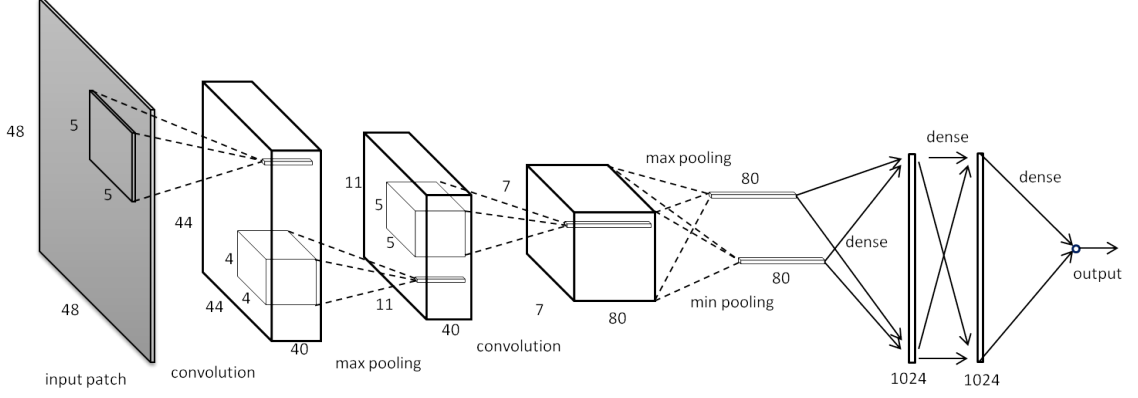 48
5
5
48
input patch
convolution
44
44
4
4
40
max pooling
11
5
5
11
40
convolution
7
7
80
max pooling
80
min pooling
80
dense
dense
1024
1024
dense
output